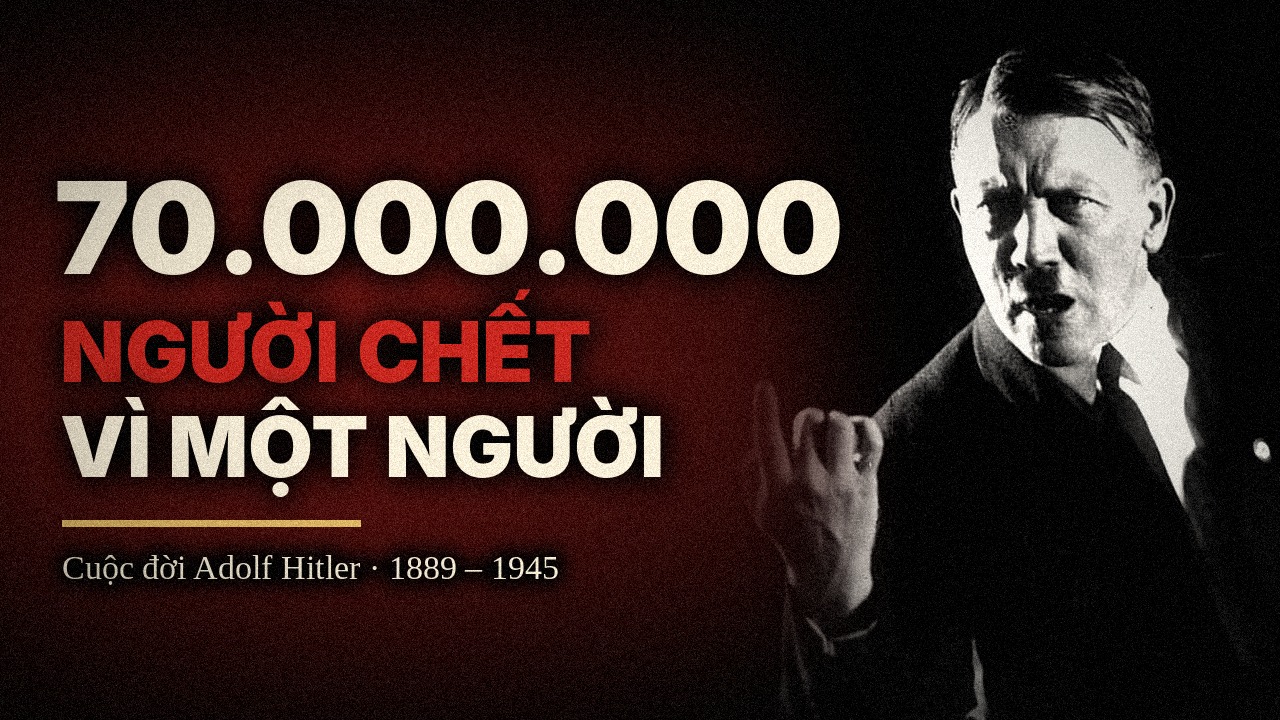 70.000.000
NGƯỜI CHẾT
VÌ MỘT NGƯỜI
Cuộc đời Adolf Hitler · 1889 – 1945